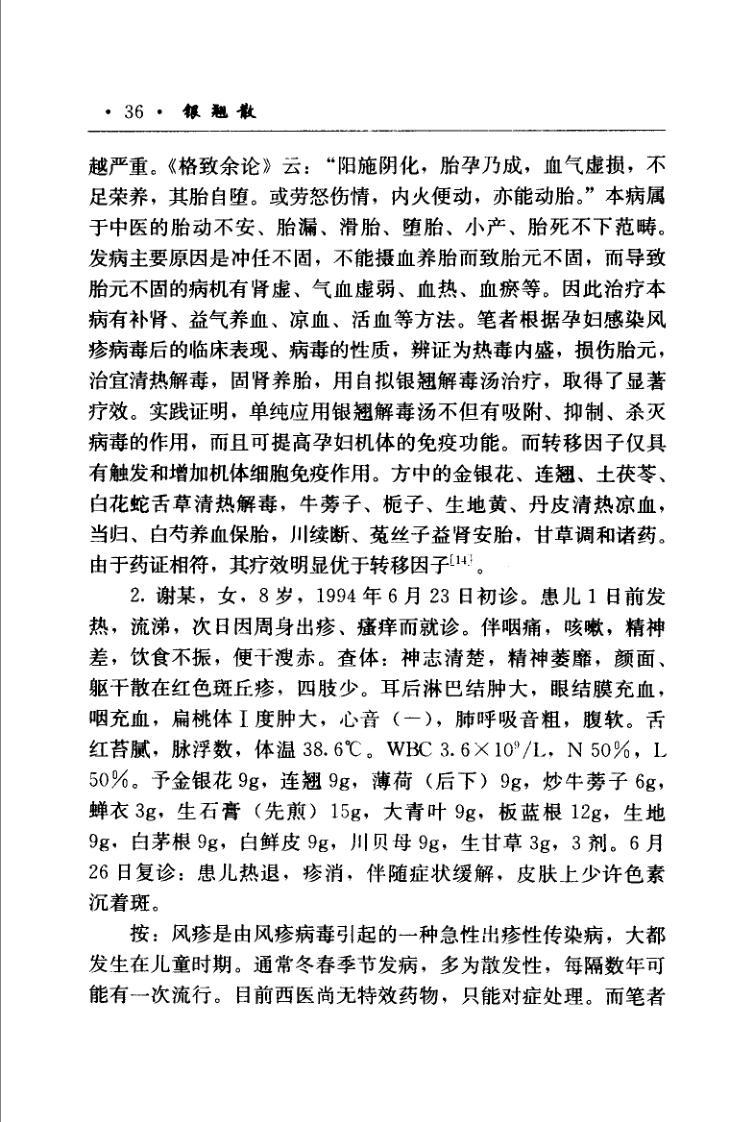 · 36 · 银翘散
越严重。《格致余论》云：“阳施阴化，胎孕乃成，血气虚损，不
足荣养，其胎自堕。或劳怒伤情，内火便动，亦能动胎。”本病属
于中医的胎动不安、胎漏、滑胎、堕胎、小产、胎死不下范畴。
发病主要原因是冲任不固，不能摄血养胎而致胎元不固，而导致
胎元不固的病机有肾虚、气血虚弱、血热、血瘀等。因此治疗本
病有补肾、益气养血、凉血、活血等方法。笔者根据孕妇感染风
疹病毒后的临床表现、病毒的性质，辨证为热毒内盛，损伤胎元，
治宜清热解毒，固肾养胎，用自拟银翘解毒汤治疗，取得了显著
疗效。实践证明，单纯应用银翘解毒汤不但有吸附、抑制、杀灭
病毒的作用，而且可提高孕妇机体的免疫功能。而转移因子仅具
有触发和增加机体细胞免疫作用。方中的金银花、连翘、土茯苓、
白花蛇舌草清热解毒，牛蒡子、栀子、生地黄、丹皮清热凉血，
当归、白芍养血保胎，川续断、菟丝子益肾安胎，甘草调和诸药。
由于药证相符，其疗效明显优于转移因子[14]。
2. 谢某，女，8岁，1994年6月23日初诊。患儿1日前发
热，流涕，次日因周身出疹、瘙痒而就诊。伴咽痛，咳嗽，精神
差，饮食不振，便干溲赤。查体：神志清楚，精神萎靡，颜面、
躯干散在红色斑丘疹，四肢少。耳后淋巴结肿大，眼结膜充血，
咽充血，扁桃体Ⅰ度肿大，心音（一），肺呼吸音粗，腹软。舌
红苔腻，脉浮数，体温38.6℃。WBC 3.6×10⁹/L，N 50%，L
50%。予金银花9g，连翘9g，薄荷（后下）9g，炒牛蒡子6g，
蝉衣3g，生石膏（先煎）15g，大青叶9g，板蓝根12g，生地
9g，白茅根9g，白鲜皮9g，川贝母9g，生甘草3g，3剂。6月
26日复诊：患儿热退，疹消，伴随症状缓解，皮肤上少许色素
沉着斑。
按：风疹是由风疹病毒引起的一种急性出疹性传染病，大都
发生在儿童时期。通常冬春季节发病，多为散发性，每隔数年可
能有一次流行。目前西医尚无特效药物，只能对症处理。而笔者